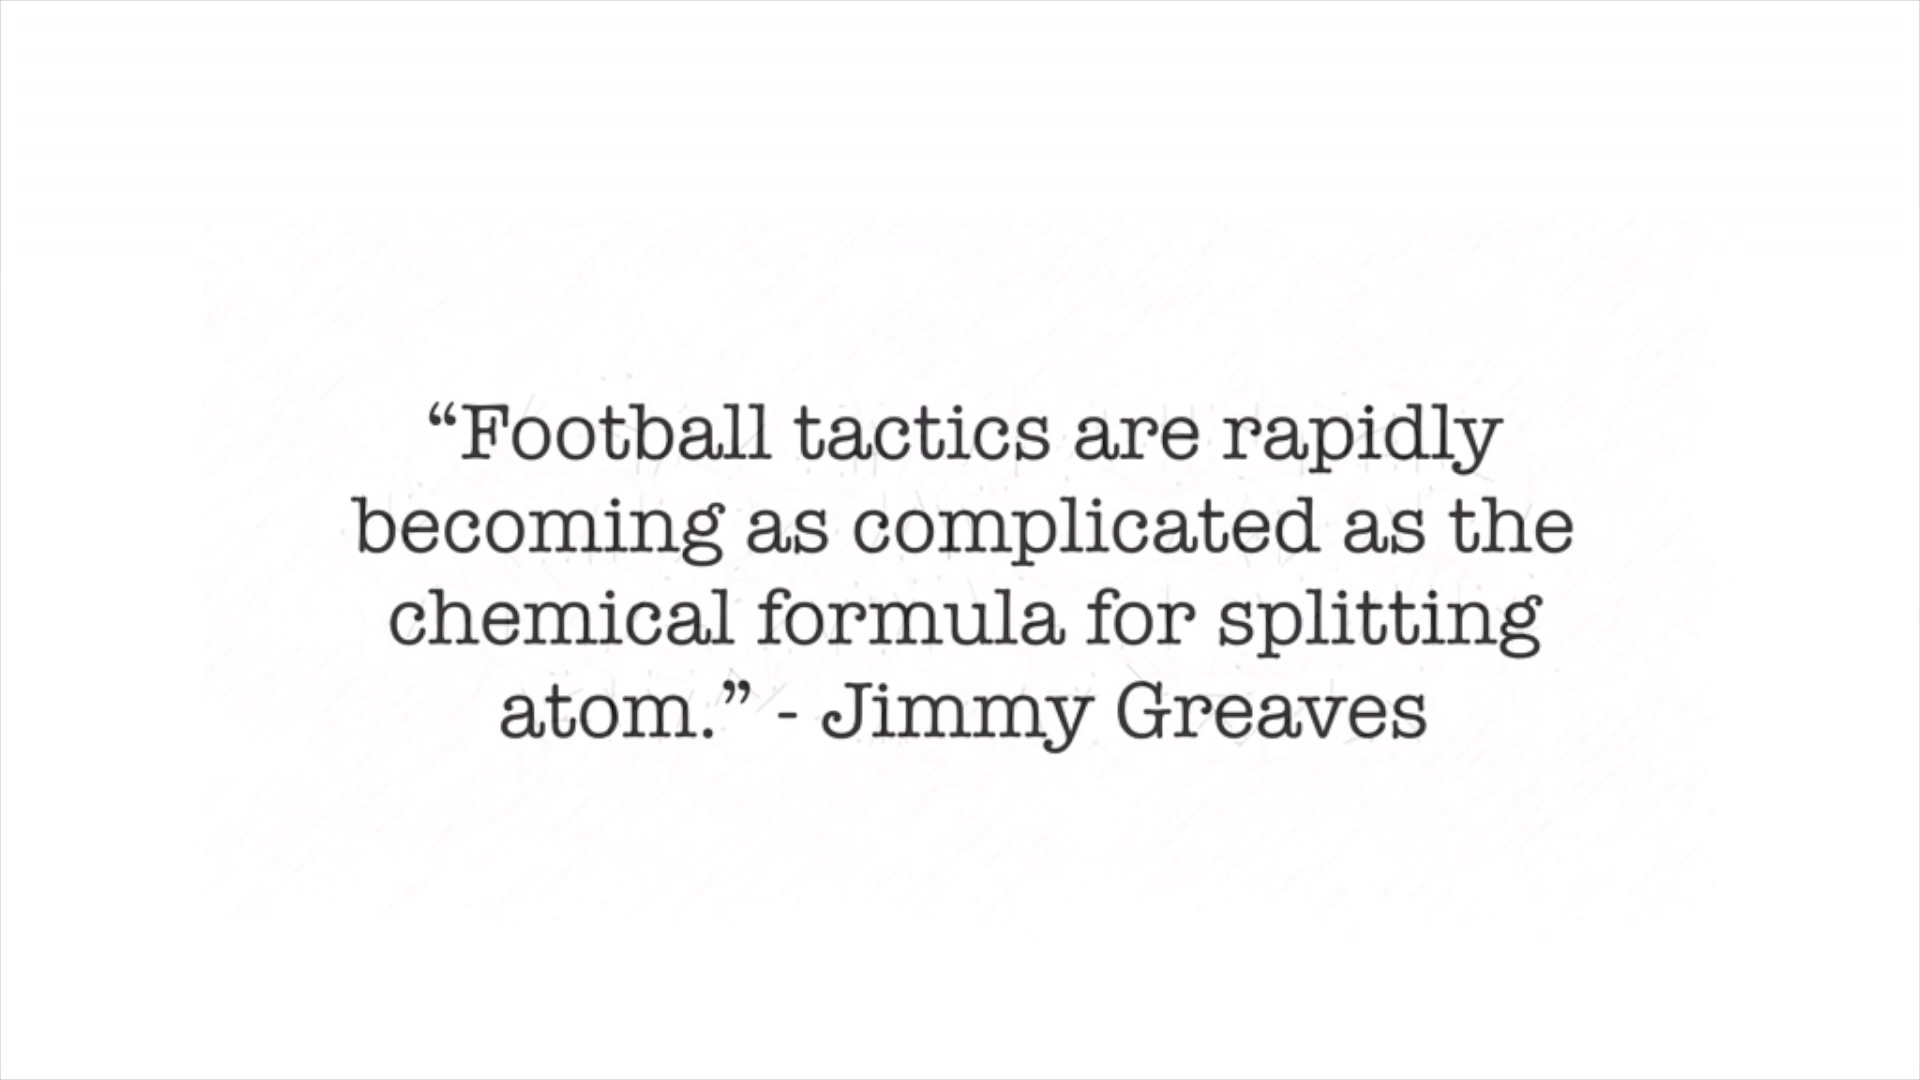 “Football tactics are rapidly
becoming as complicated as the
chemical formula for splitting
atom.” - Jimmy Greaves